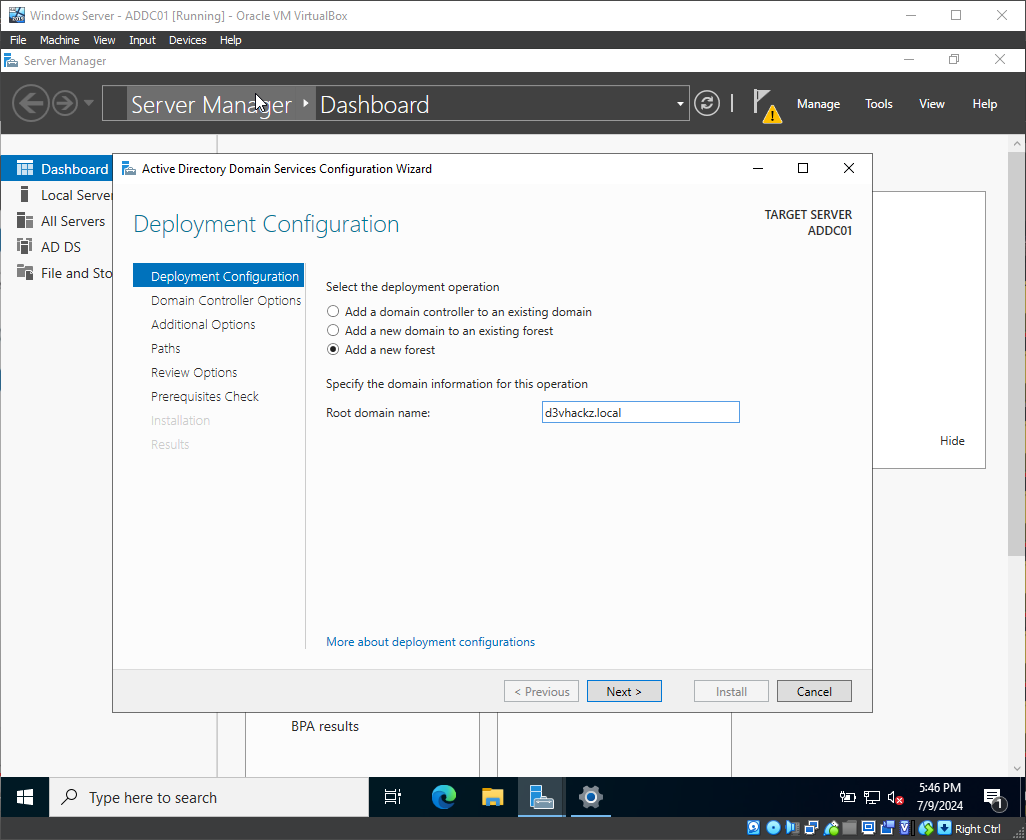 Windows Server - ADDC01 [Running] - Oracle VM VirtualBox
File Machine View Input Devices Help
Server Manager
Server Manager Dashboard
Manage Tools View Help
Dashboard
Local Server
All Servers
AD DS
File and Sto
Active Directory Domain Services Configuration Wizard
Deployment Configuration
TARGET SERVER
ADDC01
Deployment Configuration
Domain Controller Options
Additional Options
Paths
Review Options
Prerequisites Check
Installation
Results
Select the deployment operation
Add a domain controller to an existing domain
Add a new domain to an existing forest
Add a new forest
Specify the domain information for this operation
Root domain name: d3vhackz.local
More about deployment configurations
< Previous Next > Install Cancel
Hide
BPA results
Type here to search
5:46 PM
7/9/2024
1
Right Ctrl